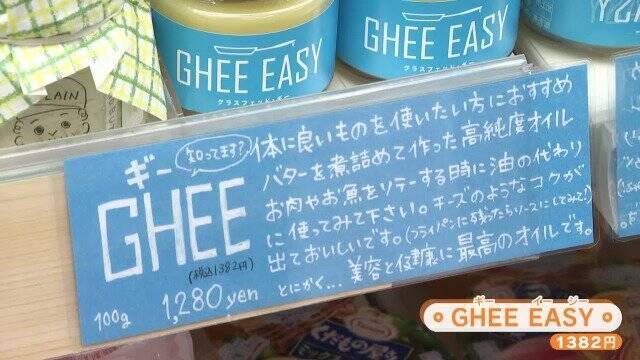 GHEE EASY
グラスフェッド・ギー
GHEE EASY
PLAIN
ギー
知ってます?
GHEE
(税込1382円)
100g 1,280yen
体に良いものを使いたい方におすすめ
バターを煮詰めて作った高純度オイル
お肉やお魚をソテーする時に油の代わり
に使ってみて下さい。チーズのようなコクが
出ておいしいです。(フライパンに残ったらソースにしてみて!)
とにかく… 美容と健康に最高のオイルです。
ギー イージー
GHEE EASY
1382円